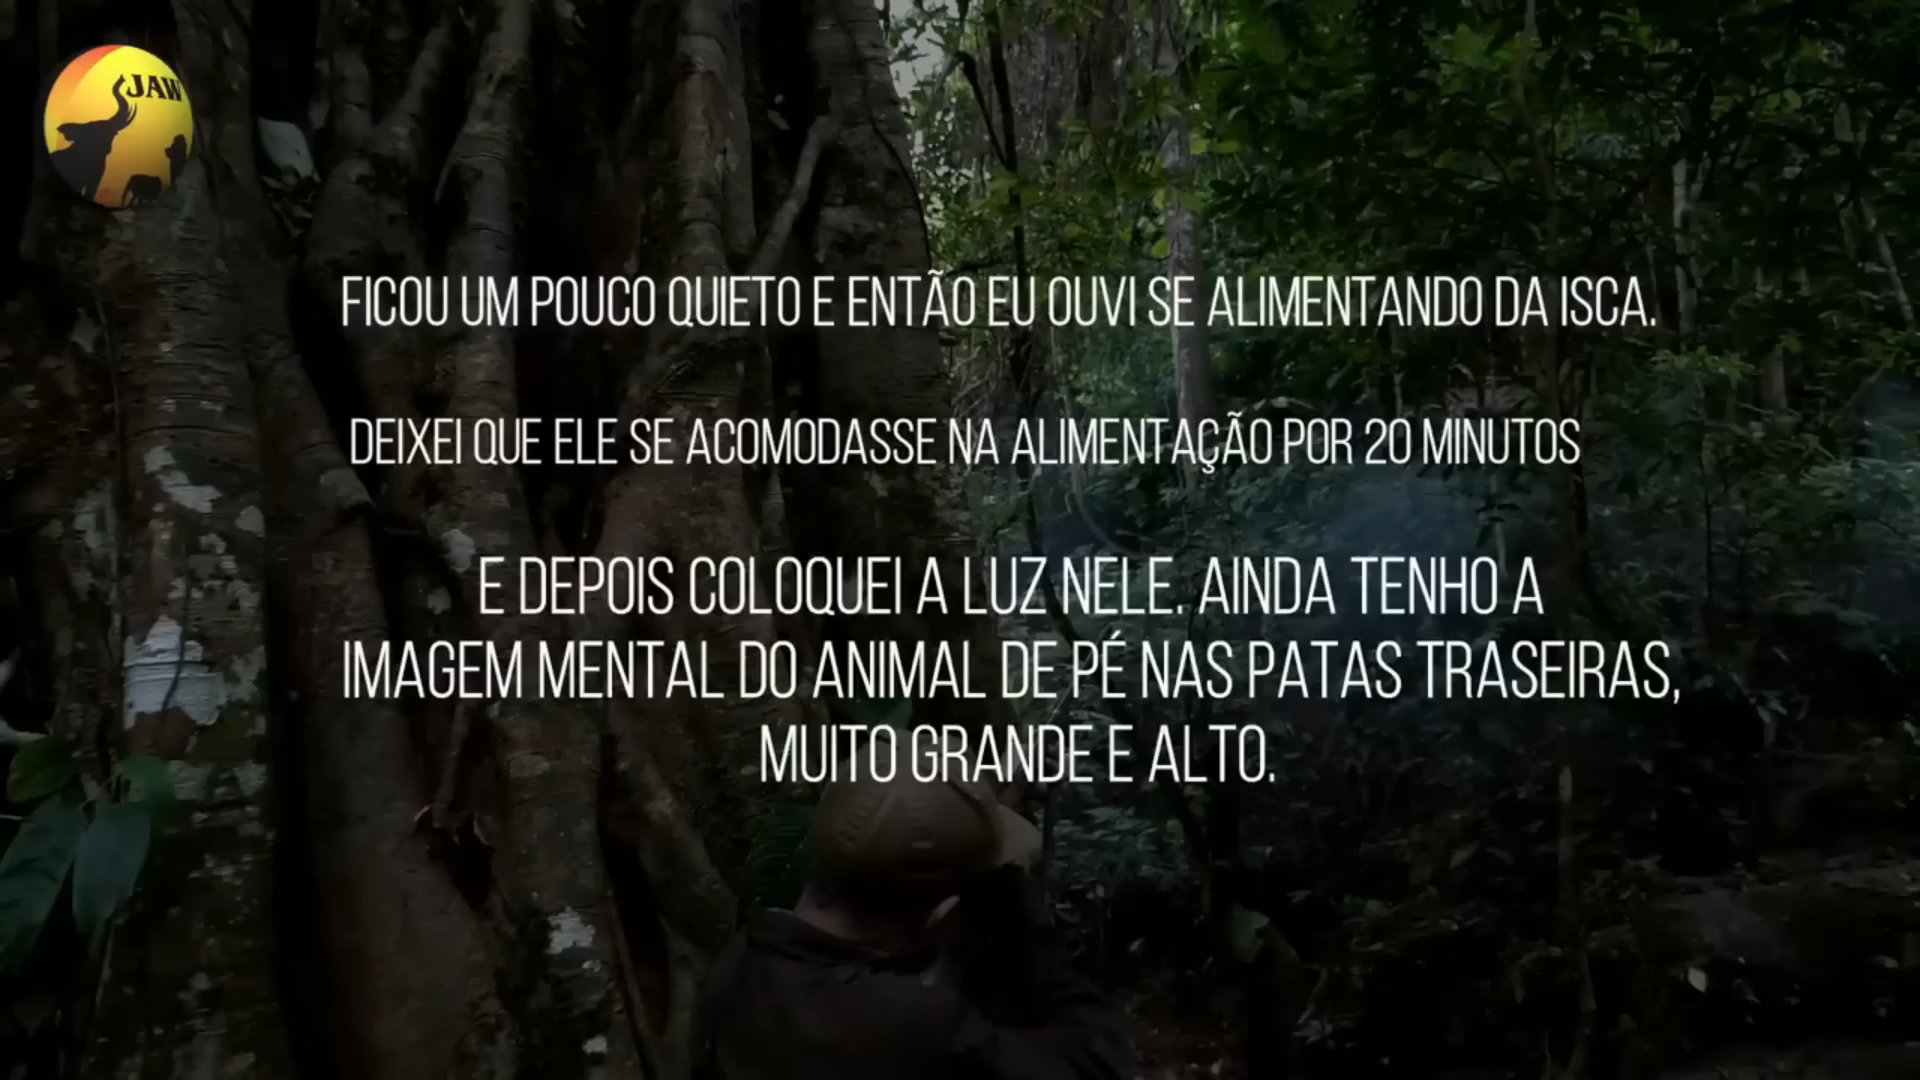 JAW
FICOU UM POUCO QUIETO E ENTÃO EU OUVI SE ALIMENTANDO DA ISCA.
DEIXEI QUE ELE SE ACOMODASSE NA ALIMENTAÇÃO POR 20 MINUTOS
E DEPOIS COLOQUEI A LUZ NELE. AINDA TENHO A
IMAGEM MENTAL DO ANIMAL DE PÉ NAS PATAS TRASEIRAS,
MUITO GRANDE E ALTO.